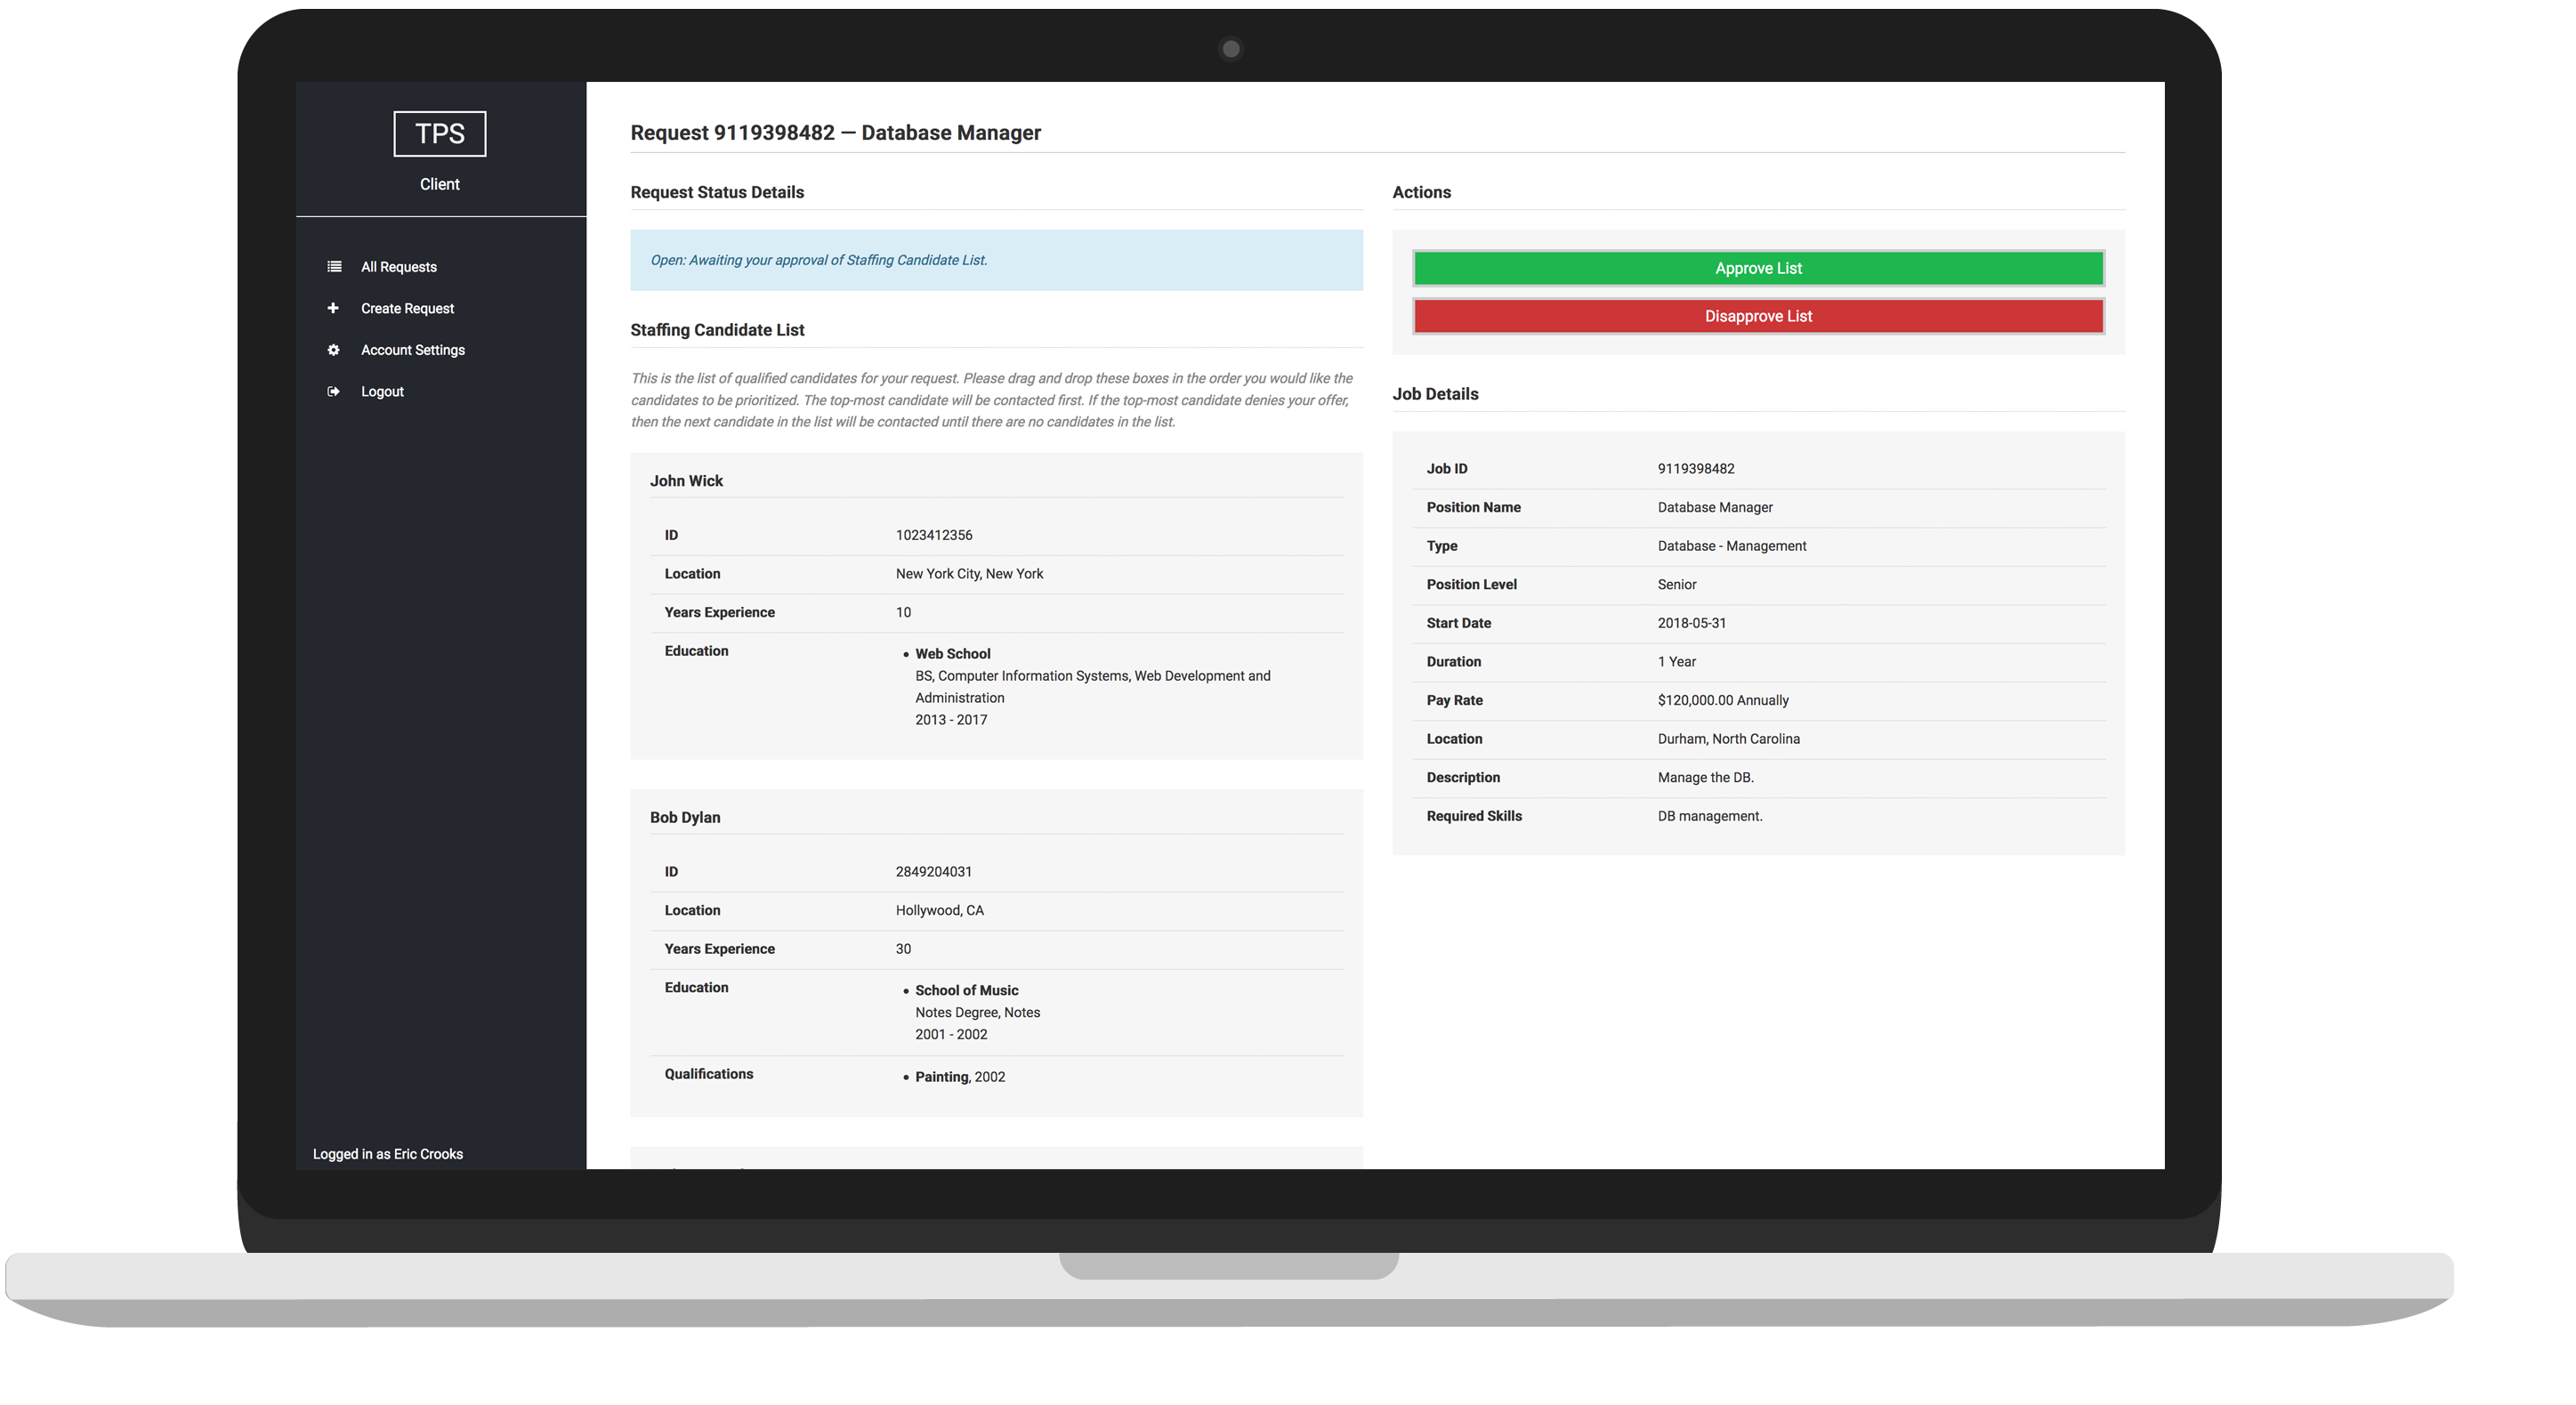 TPS
Client
All Requests
Create Request
Account Settings
Logout
Logged in as Eric Crooks
Request 9119398482 — Database Manager
Request Status Details
Open: Awaiting your approval of Staffing Candidate List.
Staffing Candidate List
This is the list of qualified candidates for your request. Please drag and drop these boxes in the order you would like the
candidates to be prioritized. The top-most candidate will be contacted first. If the top-most candidate denies your offer,
then the next candidate in the list will be contacted until there are no candidates in the list.
John Wick
ID 1023412356
Location New York City, New York
Years Experience 10
Education • Web School
BS, Computer Information Systems, Web Development and
Administration
2013 - 2017
Bob Dylan
ID 2849204031
Location Hollywood, CA
Years Experience 30
Education • School of Music
Notes Degree, Notes
2001 - 2002
Qualifications • Painting, 2002
Actions
Approve List
Disapprove List
Job Details
Job ID 9119398482
Position Name Database Manager
Type Database - Management
Position Level Senior
Start Date 2018-05-31
Duration 1 Year
Pay Rate $120,000.00 Annually
Location Durham, North Carolina
Description Manage the DB.
Required Skills DB management.